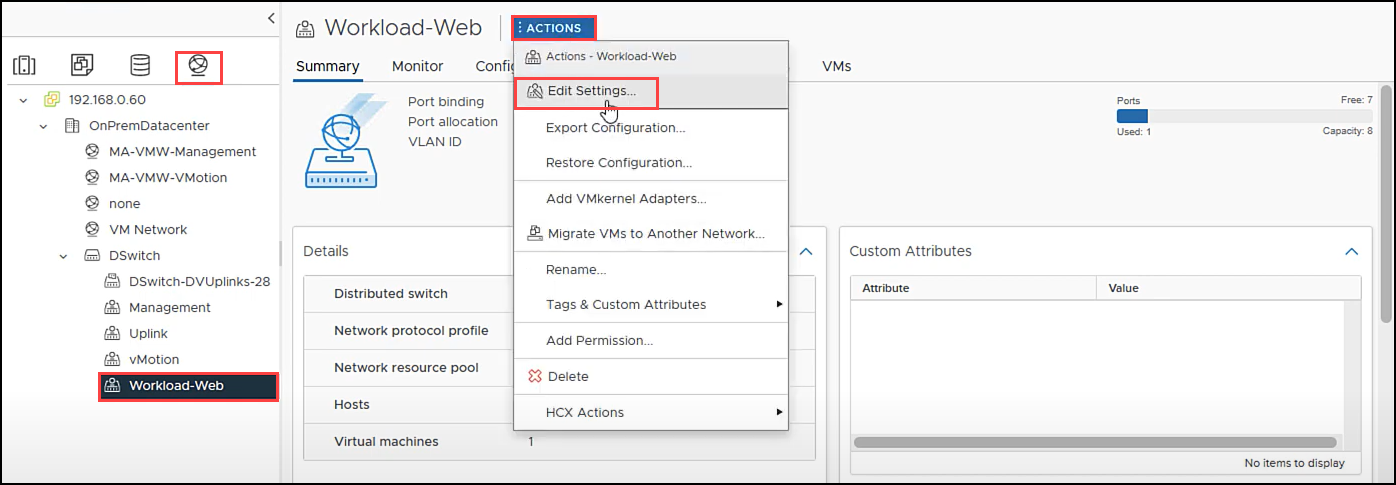 Workload-Web
ACTIONS
Summary
Monitor
Config
VMs
Actions - Workload-Web
Edit Settings...
Export Configuration...
Restore Configuration...
Add VMkernel Adapters...
Migrate VMs to Another Network...
Rename...
Tags & Custom Attributes
Add Permission...
Delete
HCX Actions
192.168.0.60
OnPremDatacenter
MA-VMW-Management
MA-VMW-VMotion
none
VM Network
DSwitch
DSwitch-DVUplinks-28
Management
Uplink
vMotion
Workload-Web
Port binding
Port allocation
VLAN ID
Ports
Free: 7
Used: 1
Capacity: 8
Details
Distributed switch
Network protocol profile
Network resource pool
Hosts
Virtual machines 1
Custom Attributes
Attribute Value
No items to display